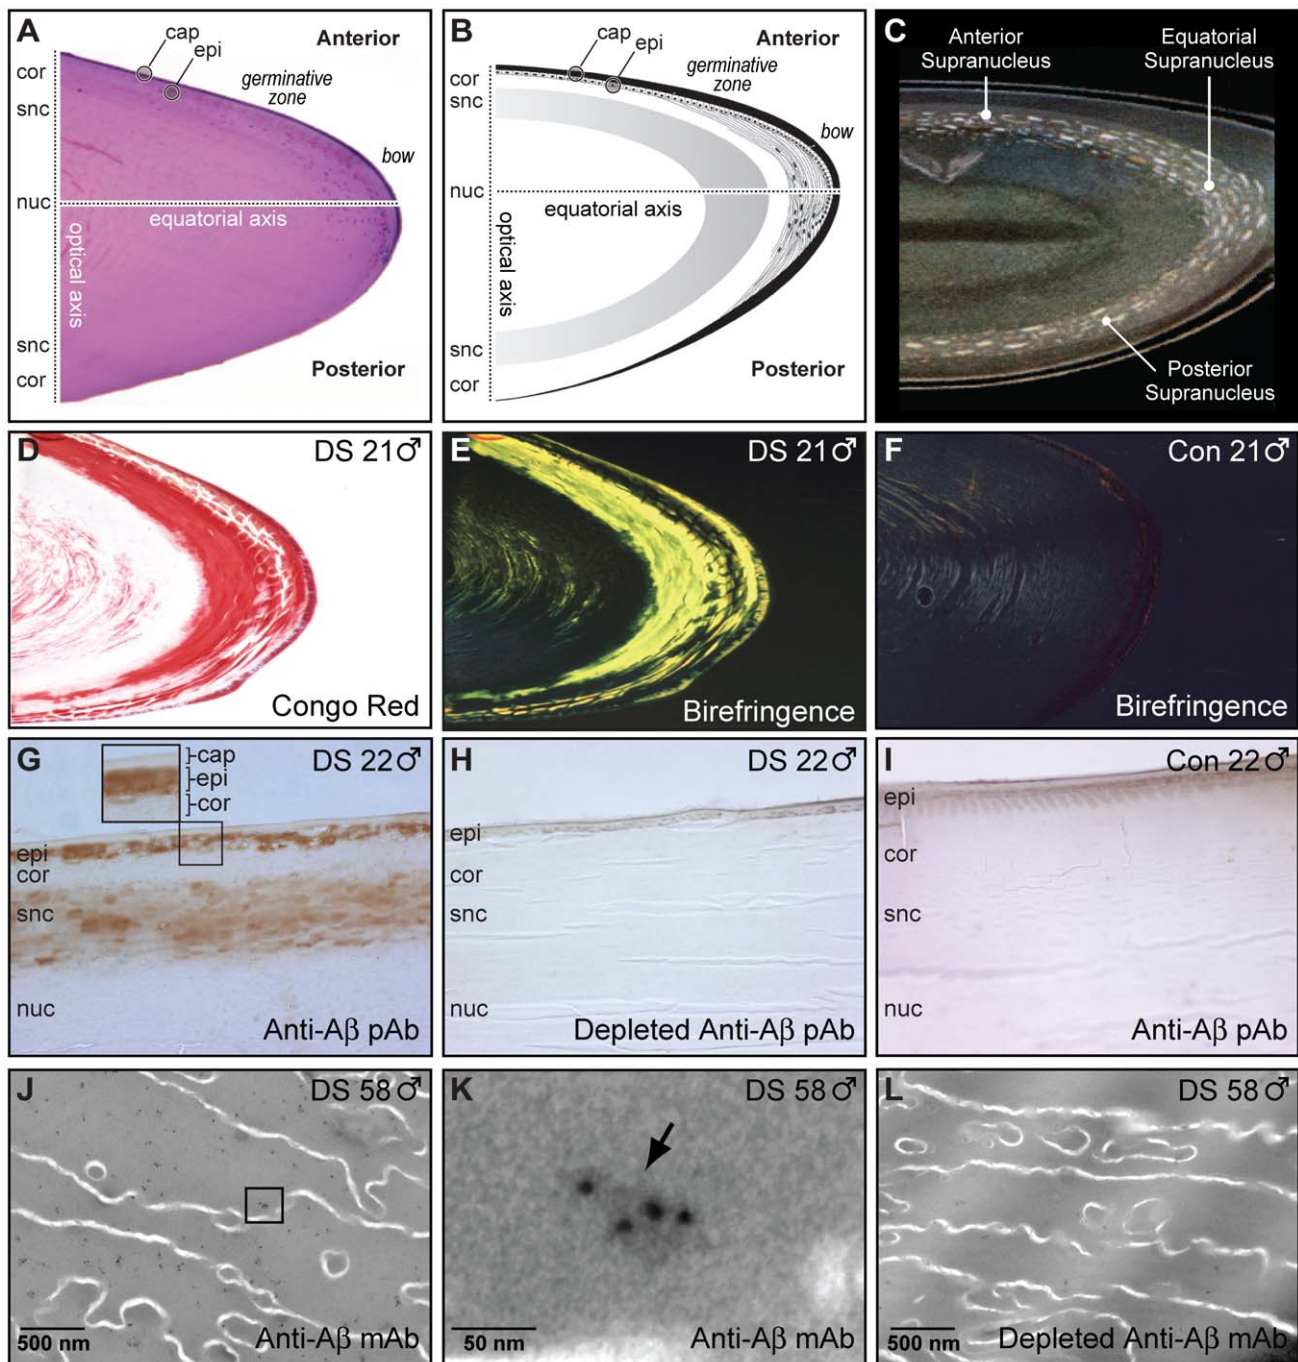 A
cap
epi
Anterior
cor
germinative
zone
snc
bow
nuc
equatorial axis
optical axis
snc
cor
Posterior
B
cap
epi
Anterior
cor
germinative
zone
snc
bow
nuc
equatorial axis
optical axis
snc
cor
Posterior
C
Anterior
Supranucleus
Equatorial
Supranucleus
Posterior
Supranucleus
D
DS 21♂
Congo Red
E
DS 21♂
Birefringence
F
Con 21♂
Birefringence
G
DS 22♂
cap
epi
cor
epi
cor
snc
nuc
Anti-Aβ pAb
H
DS 22♂
epi
cor
snc
nuc
Depleted Anti-Aβ pAb
I
Con 22♂
epi
cor
snc
nuc
Anti-Aβ pAb
J
DS 58♂
500 nm
Anti-Aβ mAb
K
DS 58♂
50 nm
Anti-Aβ mAb
L
DS 58♂
500 nm
Depleted Anti-Aβ mAb